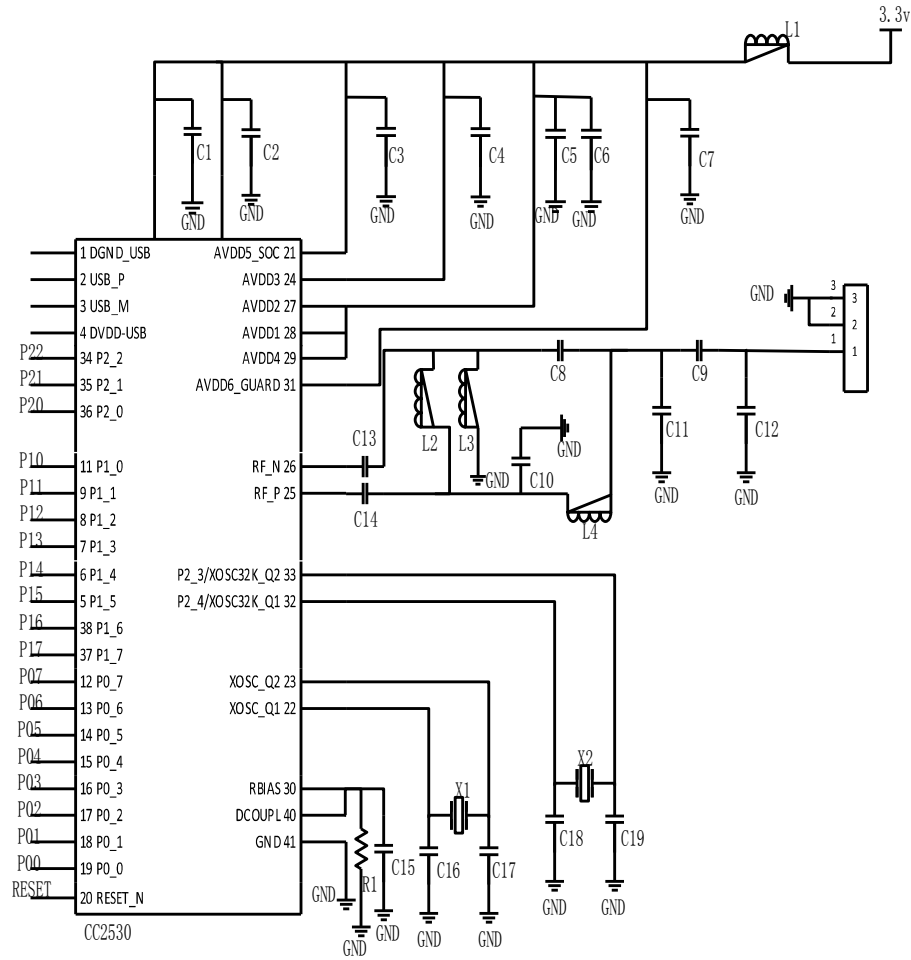 3.3v
L1
C1
C2
C3
C4
C5
C6
C7
GND
GND
GND
GND
GND
GND
GND
1 DGND_USB
2 USB_P
3 USB_M
4 DVDD-USB
P22 34 P2_2
P21 35 P2_1
P20 36 P2_0
P10 11 P1_0
P11 9 P1_1
P12 8 P1_2
P13 7 P1_3
P14 6 P1_4
P15 5 P1_5
P16 38 P1_6
P17 37 P1_7
P07 12 P0_7
P06 13 P0_6
P05 14 P0_5
P04 15 P0_4
P03 16 P0_3
P02 17 P0_2
P01 18 P0_1
P00 19 P0_0
RESET 20 RESET_N
CC2530
AVDD5_SOC 21
AVDD3 24
AVDD2 27
AVDD1 28
AVDD4 29
AVDD6_GUARD 31
RF_N 26
RF_P 25
P2_3/XOSC32K_Q2 33
P2_4/XOSC32K_Q1 32
XOSC_Q2 23
XOSC_Q1 22
RBIAS 30
DCOUPL 40
GND 41
GND
3 3
2 2
1 1
C8
C9
L2
L3
C10
GND
GND
C11
C12
GND
GND
C13
C14
L4
X1
X2
R1
C15
C16
C17
C18
C19
GND
GND
GND
GND
GND
GND
GND